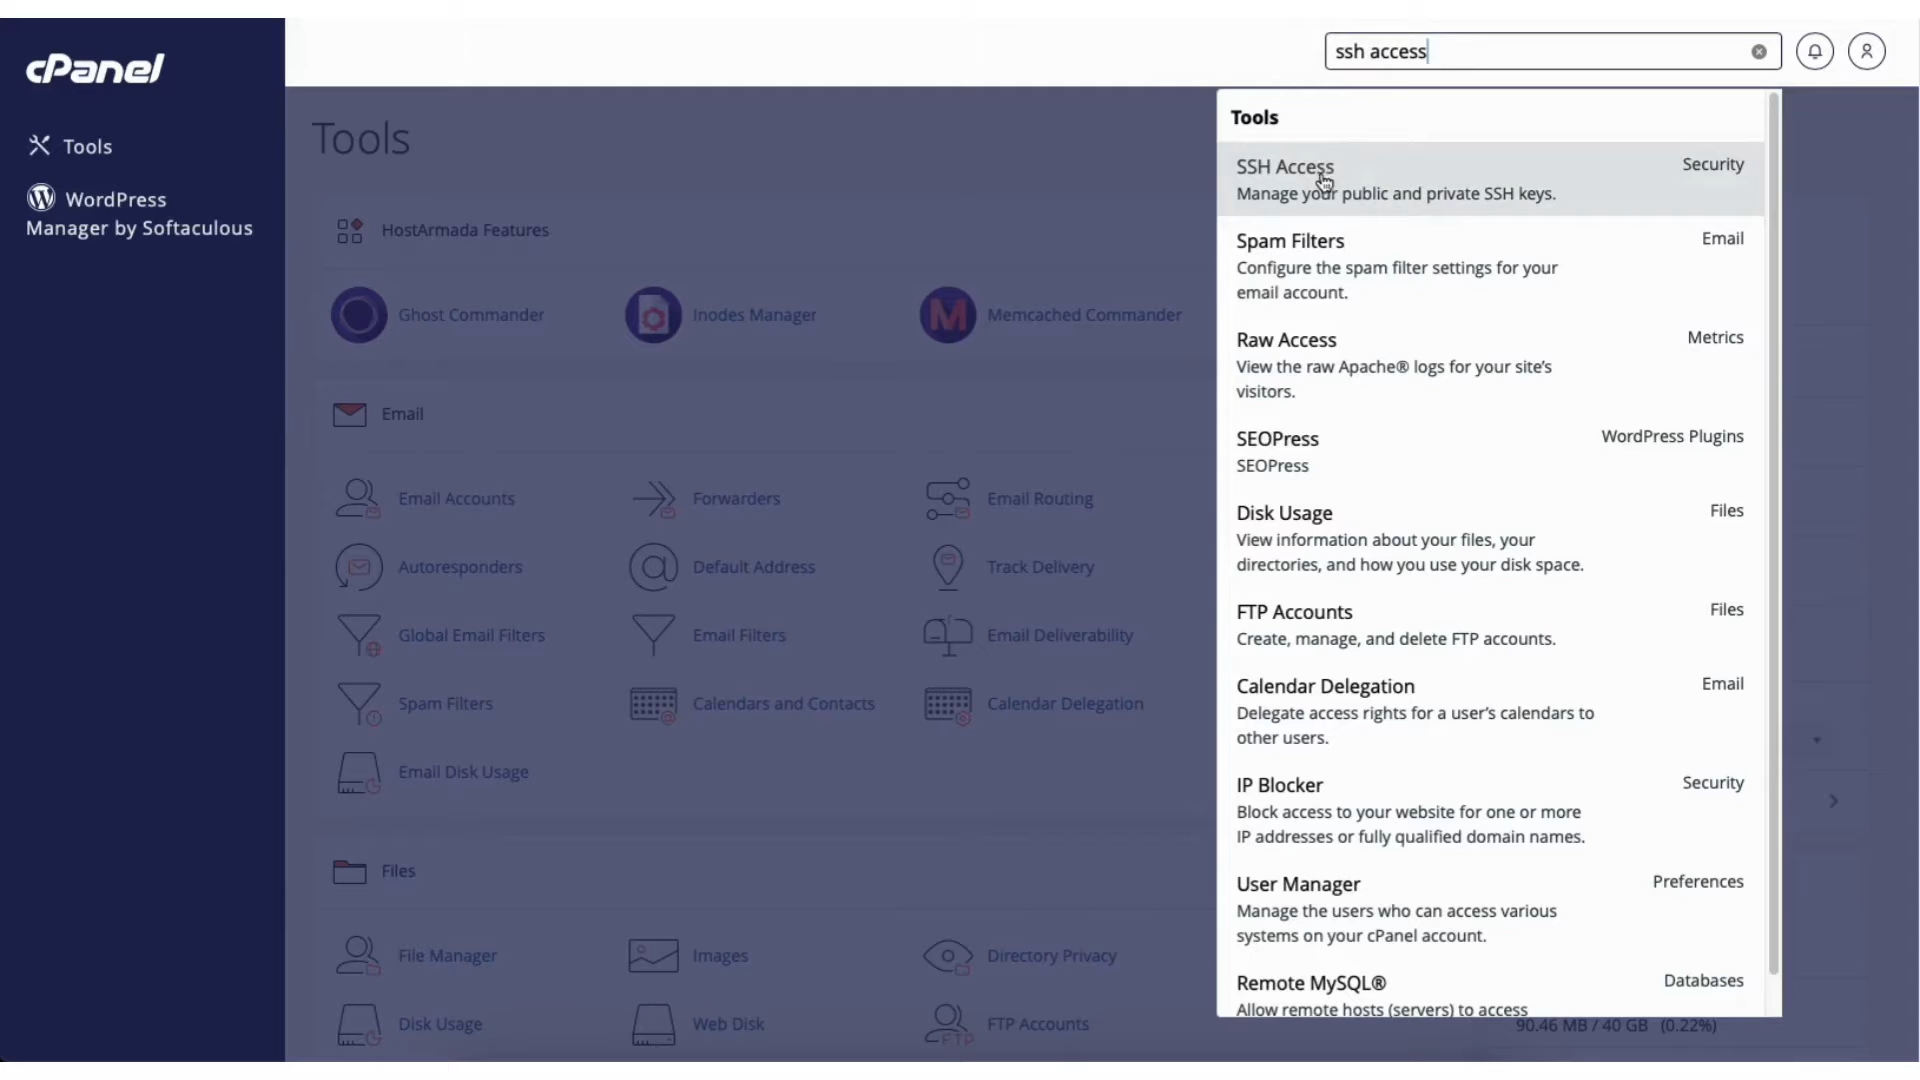 cPanel
ssh access
Tools
WordPress
Manager by Softaculous
Tools
HostArmada Features
Ghost Commander
Inodes Manager
Memcached Commander
Email
Email Accounts
Forwarders
Email Routing
Autoresponders
Default Address
Track Delivery
Global Email Filters
Email Filters
Email Deliverability
Spam Filters
Calendars and Contacts
Calendar Delegation
Email Disk Usage
Files
File Manager
Images
Directory Privacy
Disk Usage
Web Disk
FTP
FTP Accounts
Tools
SSH Access Security
Manage your public and private SSH keys.
Spam Filters Email
Configure the spam filter settings for your
email account.
Raw Access Metrics
View the raw Apache® logs for your site's
visitors.
SEOPress WordPress Plugins
SEOPress
Disk Usage Files
View information about your files, your
directories, and how you use your disk space.
FTP Accounts Files
Create, manage, and delete FTP accounts.
Calendar Delegation Email
Delegate access rights for a user's calendars to
other users.
IP Blocker Security
Block access to your website for one or more
IP addresses or fully qualified domain names.
User Manager Preferences
Manage the users who can access various
systems on your cPanel account.
Remote MySQL® Databases
Allow remote hosts (servers) to access
90.46 MB / 40 GB (0.22%)